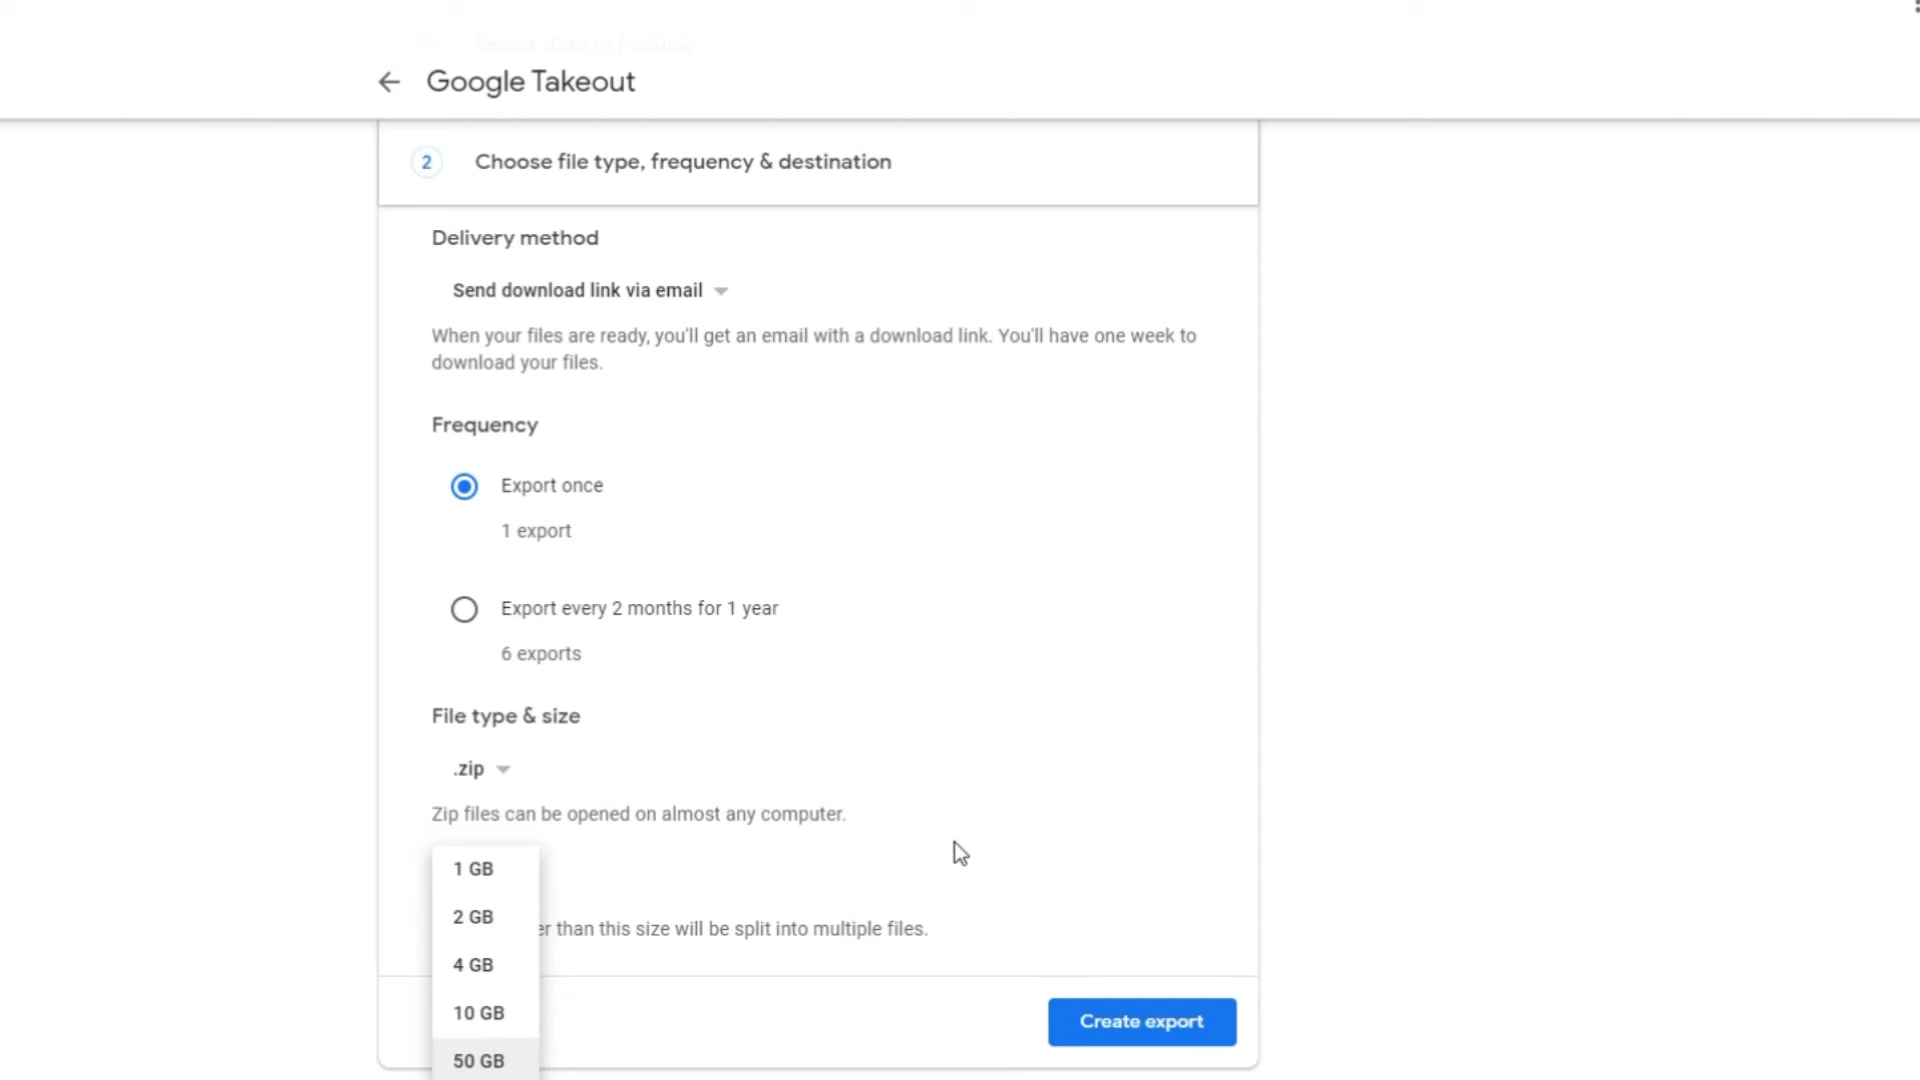 Google Takeout
2 Choose file type, frequency & destination
Delivery method
Send download link via email
When your files are ready, you'll get an email with a download link. You'll have one week to
download your files.
Frequency
Export once
1 export
Export every 2 months for 1 year
6 exports
File type & size
.zip
Zip files can be opened on almost any computer.
1 GB
2 GB
er than this size will be split into multiple files.
4 GB
10 GB
Create export
50 GB